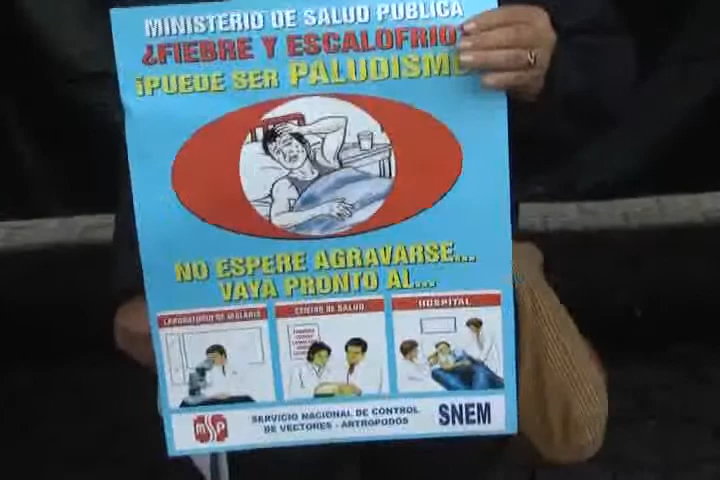 MINISTERIO DE SALUD PUBLICA
¿FIEBRE Y ESCALOFRIO
¡PUEDE SER PALUDISMO
NO ESPERE AGRAVARSE...
VAYA PRONTO AL...
LABORATORIO DE MALARIA
CENTRO DE SALUD
HOSPITAL
MSP
SERVICIO NACIONAL DE CONTROL
DE VECTORES - ARTROPODOS
SNEM